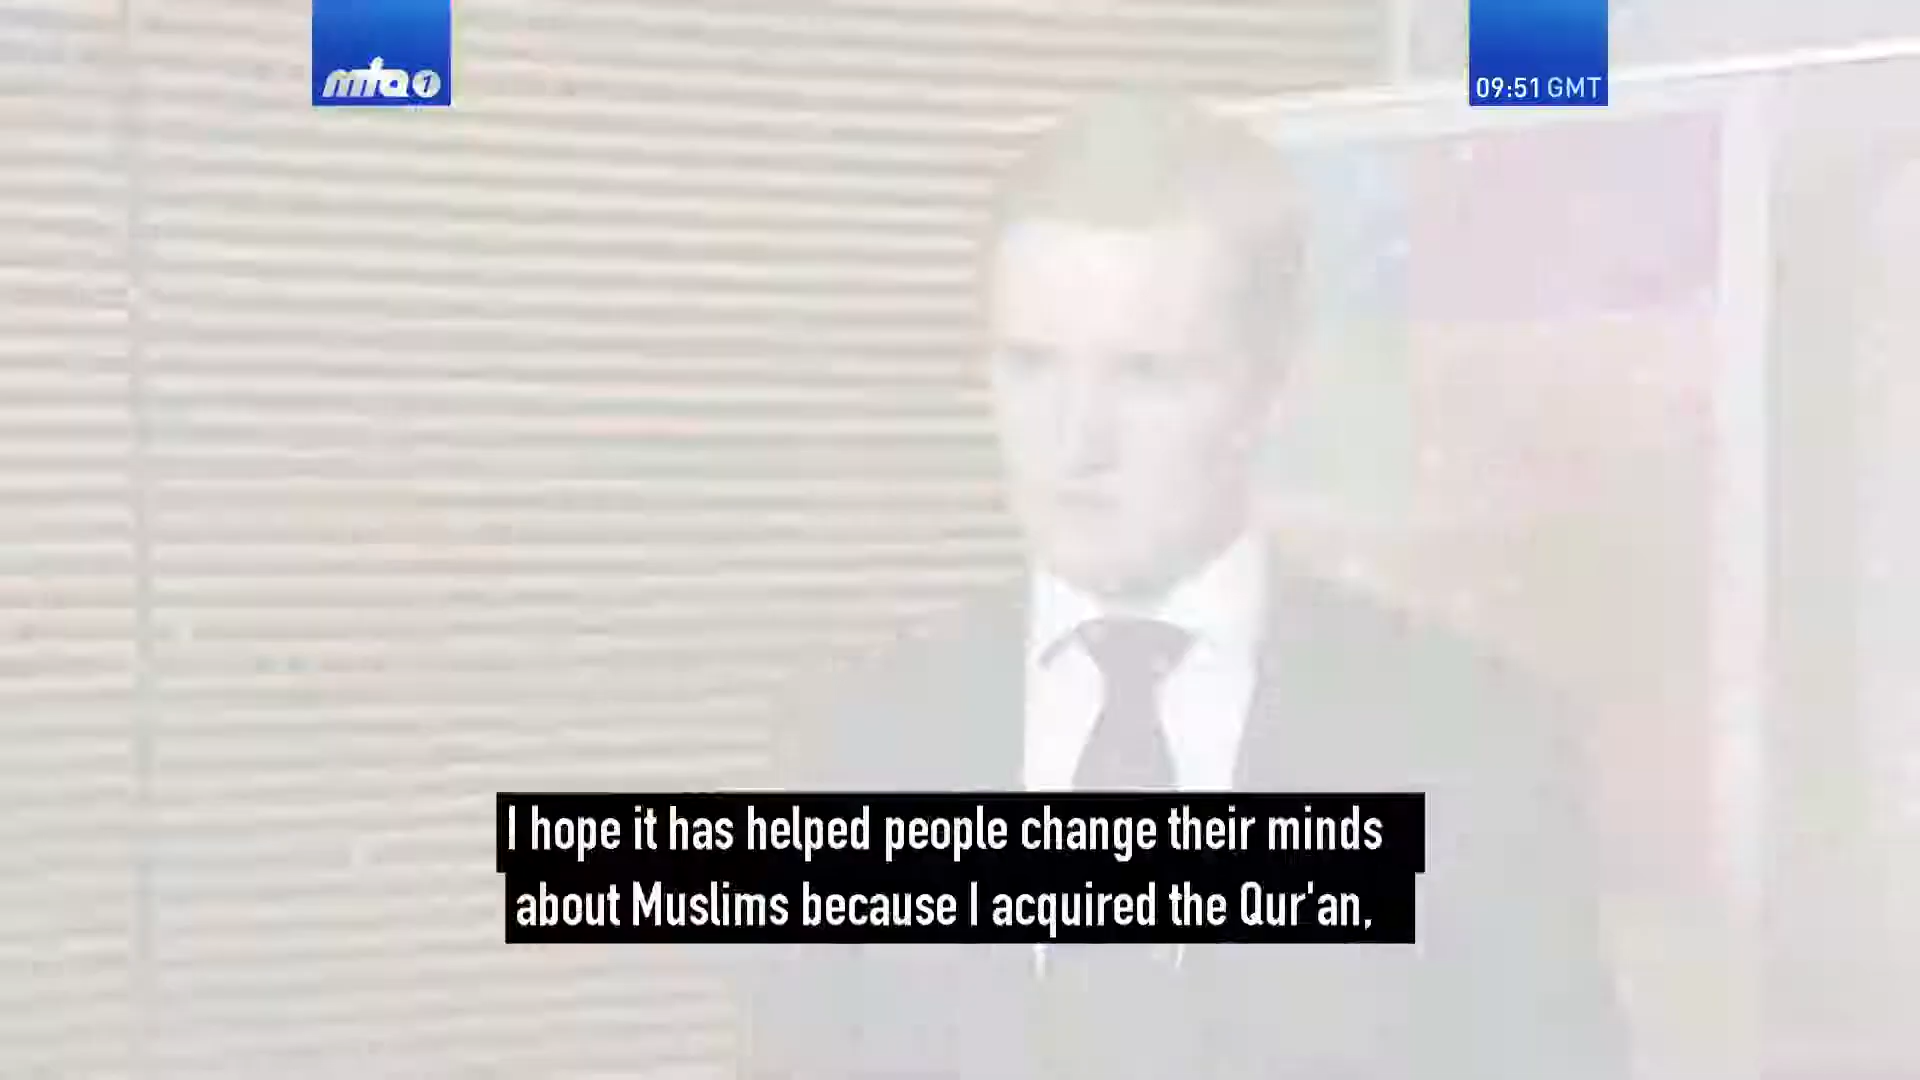 mta1
09:51 GMT
I hope it has helped people change their minds
about Muslims because I acquired the Qur'an,